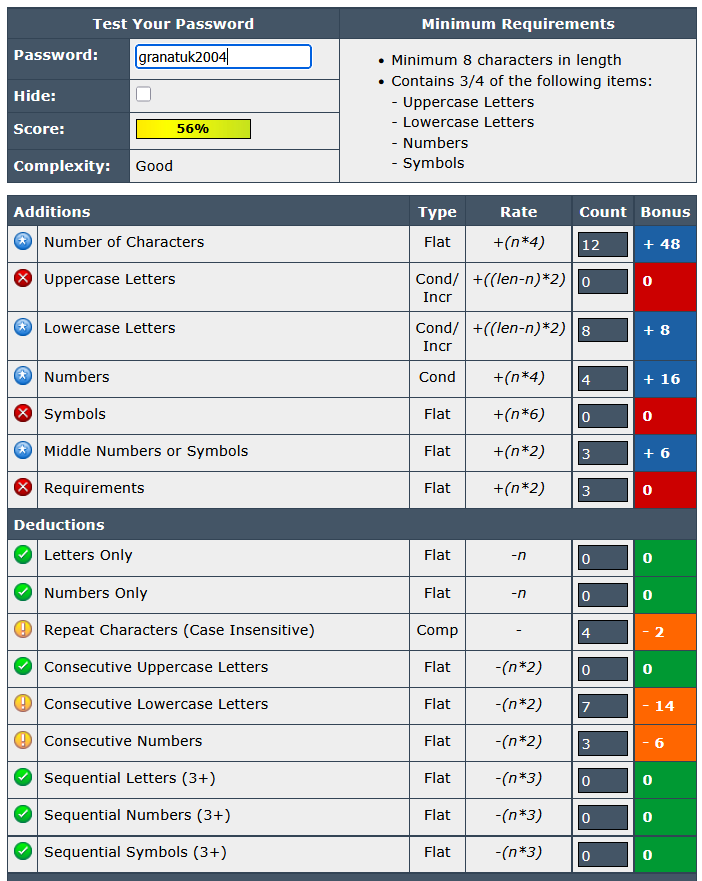 Test Your Password
Minimum Requirements
Password:
granatuk2004
Hide:
Score:
56%
Complexity:
Good
• Minimum 8 characters in length
• Contains 3/4 of the following items:
- Uppercase Letters
- Lowercase Letters
- Numbers
- Symbols
Additions Type Rate Count Bonus
Number of Characters Flat +(n*4) 12 + 48
Uppercase Letters Cond/ +((len-n)*2) 0 0
Incr
Lowercase Letters Cond/ +((len-n)*2) 8 + 8
Incr
Numbers Cond +(n*4) 4 + 16
Symbols Flat +(n*6) 0 0
Middle Numbers or Symbols Flat +(n*2) 3 + 6
Requirements Flat +(n*2) 3 0
Deductions
Letters Only Flat -n 0 0
Numbers Only Flat -n 0 0
Repeat Characters (Case Insensitive) Comp - 4 - 2
Consecutive Uppercase Letters Flat -(n*2) 0 0
Consecutive Lowercase Letters Flat -(n*2) 7 - 14
Consecutive Numbers Flat -(n*2) 3 - 6
Sequential Letters (3+) Flat -(n*3) 0 0
Sequential Numbers (3+) Flat -(n*3) 0 0
Sequential Symbols (3+) Flat -(n*3) 0 0